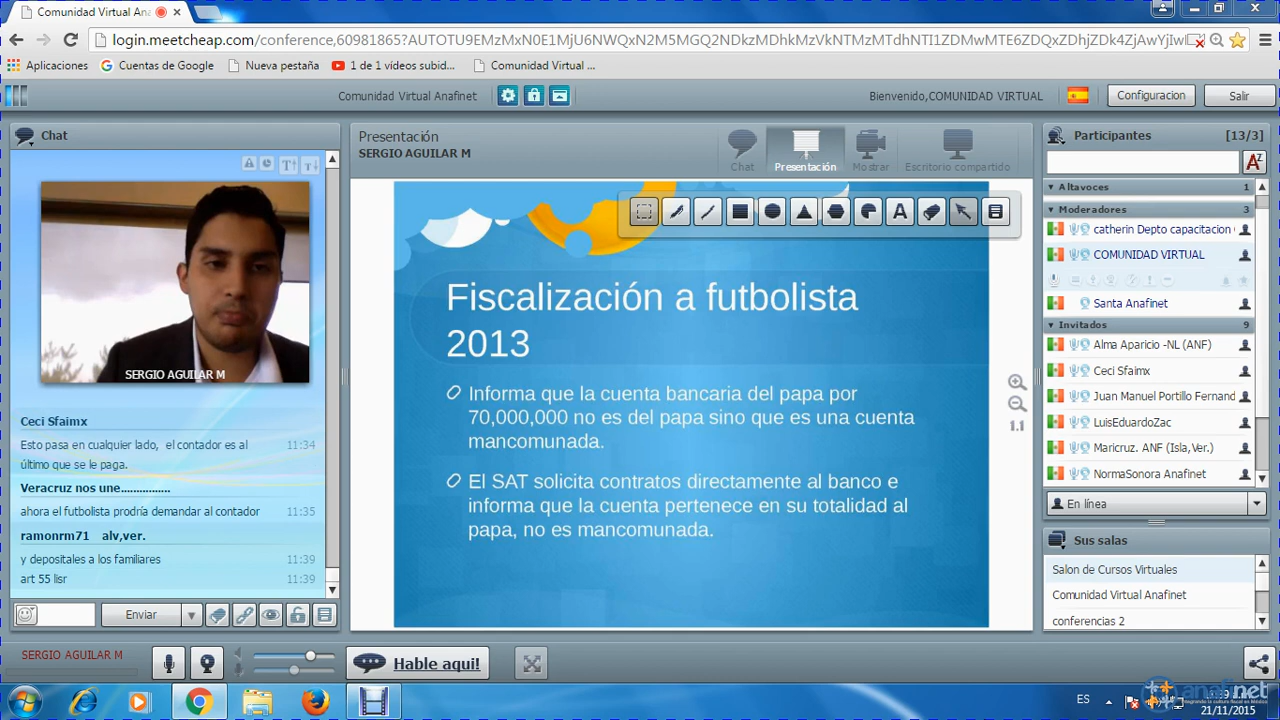 Comunidad Virtual Ana
login.meetcheap.com/conference,60981865?AUTOTU9EMzMxN0E1MjU6NWQxN2M5MGQ2NDkzMDhkMzVkNTMzMTdhNTI1ZDMwMTE6ZDQxZDhjZDk4ZjAwYjIw
Aplicaciones
Cuentas de Google
Nueva pestaña
1 de 1 vídeos subid...
Comunidad Virtual ...
Comunidad Virtual Anafinet
Bienvenido,COMUNIDAD VIRTUAL
Configuracion
Salir
Chat
SERGIO AGUILAR M
Ceci Sfaimx
Esto pasa en cualquier lado, el contador es al 11:34
último que se le paga.
Veracruz nos une...............
ahora el futbolista prodría demandar al contador 11:35
ramonrm71 alv,ver.
y depositales a los familiares 11:39
art 55 lisr 11:39
Enviar
Presentación
SERGIO AGUILAR M
Chat
Presentación
Mostrar
Escritorio compartido
A
Fiscalización a futbolista
2013
Informa que la cuenta bancaria del papa por
70,000,000 no es del papa sino que es una cuenta
mancomunada.
El SAT solicita contratos directamente al banco e
informa que la cuenta pertenece en su totalidad al
papa, no es mancomunada.
1.1
Participantes [13/3]
Altavoces 1
Moderadores 3
catherin Depto capacitacion
COMUNIDAD VIRTUAL
Santa Anafinet
Invitados 9
Alma Aparicio -NL (ANF)
Ceci Sfaimx
Juan Manuel Portillo Fernand
LuisEduardoZac
Maricruz. ANF (Isla,Ver.)
NormaSonora Anafinet
En línea
Sus salas
Salon de Cursos Virtuales
Comunidad Virtual Anafinet
conferencias 2
SERGIO AGUILAR M
Hable aqui!
ES
anafinet
21/11/2015